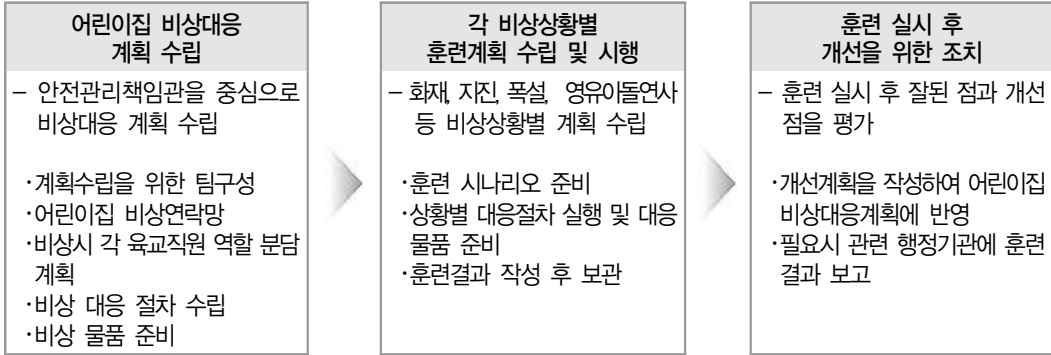 어린이집 비상대응
계획 수립
– 안전관리책임관을 중심으로
비상대응 계획 수립
·계획수립을 위한 팀구성
·어린이집 비상연락망
·비상시 각 육교직원 역할 분담
계획
·비상 대응 절차 수립
·비상 물품 준비
각 비상상황별
훈련계획 수립 및 시행
– 화재, 지진, 폭설, 영유아돌연사
등 비상상황별 계획 수립
·훈련 시나리오 준비
·상황별 대응절차 실행 및 대응
물품 준비
·훈련결과 작성 후 보관
훈련 실시 후
개선을 위한 조치
– 훈련 실시 후 잘된 점과 개선
점을 평가
·개선계획을 작성하여 어린이집
비상대응계획에 반영
·필요시 관련 행정기관에 훈련
결과 보고